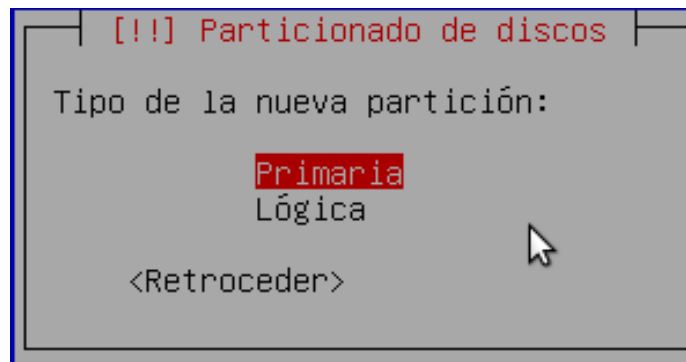 [!!] Particionado de discos
Tipo de la nueva partición:
Primaria
Lógica
<Retroceder>